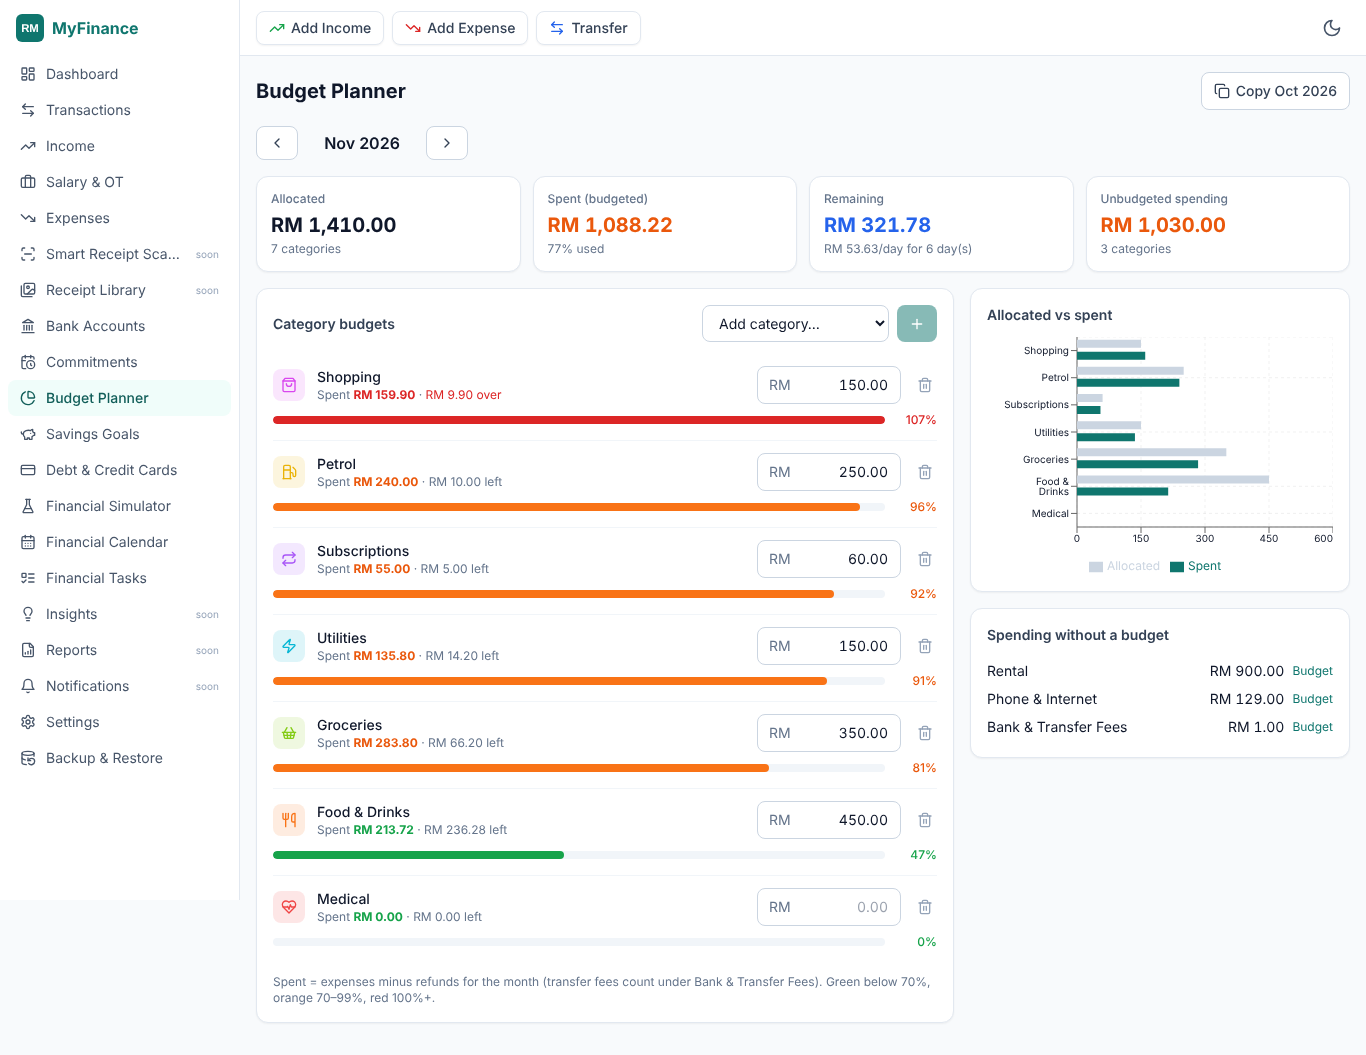 RM MyFinance
Dashboard
Transactions
Income
Salary & OT
Expenses
Smart Receipt Sca... soon
Receipt Library soon
Bank Accounts
Commitments
Budget Planner
Savings Goals
Debt & Credit Cards
Financial Simulator
Financial Calendar
Financial Tasks
Insights soon
Reports soon
Notifications soon
Settings
Backup & Restore
Add Income Add Expense Transfer
Budget Planner
Copy Oct 2026
Nov 2026
Allocated
RM 1,410.00
7 categories
Spent (budgeted)
RM 1,088.22
77% used
Remaining
RM 321.78
RM 53.63/day for 6 day(s)
Unbudgeted spending
RM 1,030.00
3 categories
Category budgets
Add category...
Shopping
Spent RM 159.90 · RM 9.90 over
RM 150.00
107%
Petrol
Spent RM 240.00 · RM 10.00 left
RM 250.00
96%
Subscriptions
Spent RM 55.00 · RM 5.00 left
RM 60.00
92%
Utilities
Spent RM 135.80 · RM 14.20 left
RM 150.00
91%
Groceries
Spent RM 283.80 · RM 66.20 left
RM 350.00
81%
Food & Drinks
Spent RM 213.72 · RM 236.28 left
RM 450.00
47%
Medical
Spent RM 0.00 · RM 0.00 left
RM 0.00
0%
Spent = expenses minus refunds for the month (transfer fees count under Bank & Transfer Fees). Green below 70%,
orange 70–99%, red 100%+.
Allocated vs spent
Shopping
Petrol
Subscriptions
Utilities
Groceries
Food &
Drinks
Medical
0 150 300 450 600
Allocated Spent
Spending without a budget
Rental RM 900.00 Budget
Phone & Internet RM 129.00 Budget
Bank & Transfer Fees RM 1.00 Budget